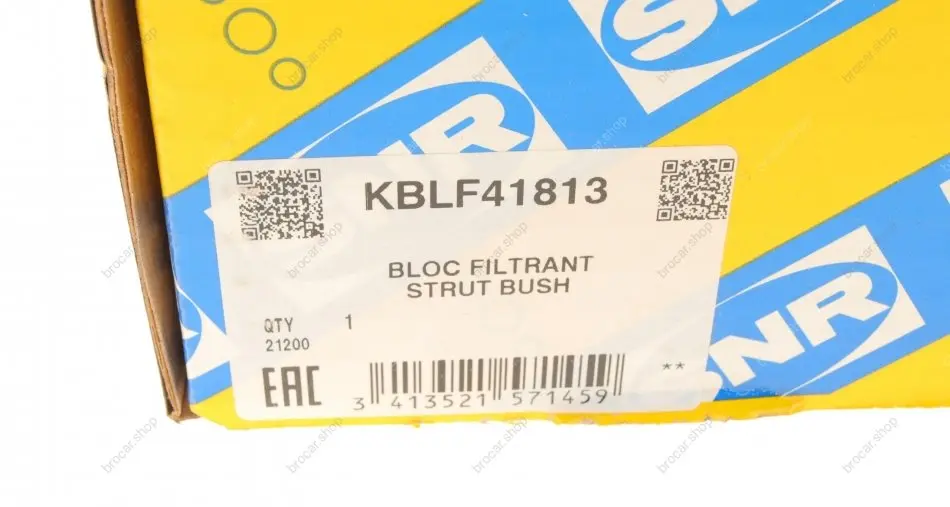 SNR
SNR
KBLF41813
BLOC FILTRANT
STRUT BUSH
QTY 1
21200
EAC
3 413521 571459
**
SNR
brocar.shop